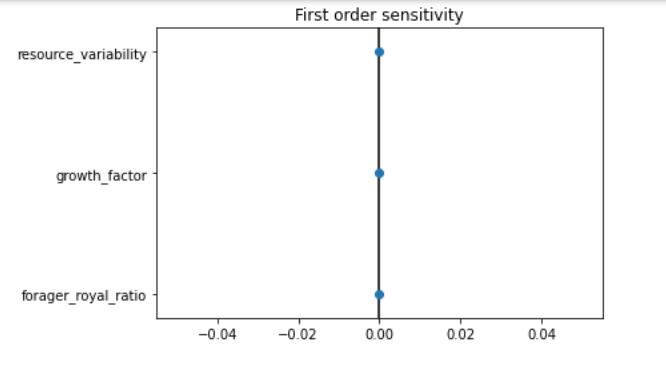 First order sensitivity
resource_variability
growth_factor
forager_royal_ratio
−0.04 −0.02 0.00 0.02 0.04